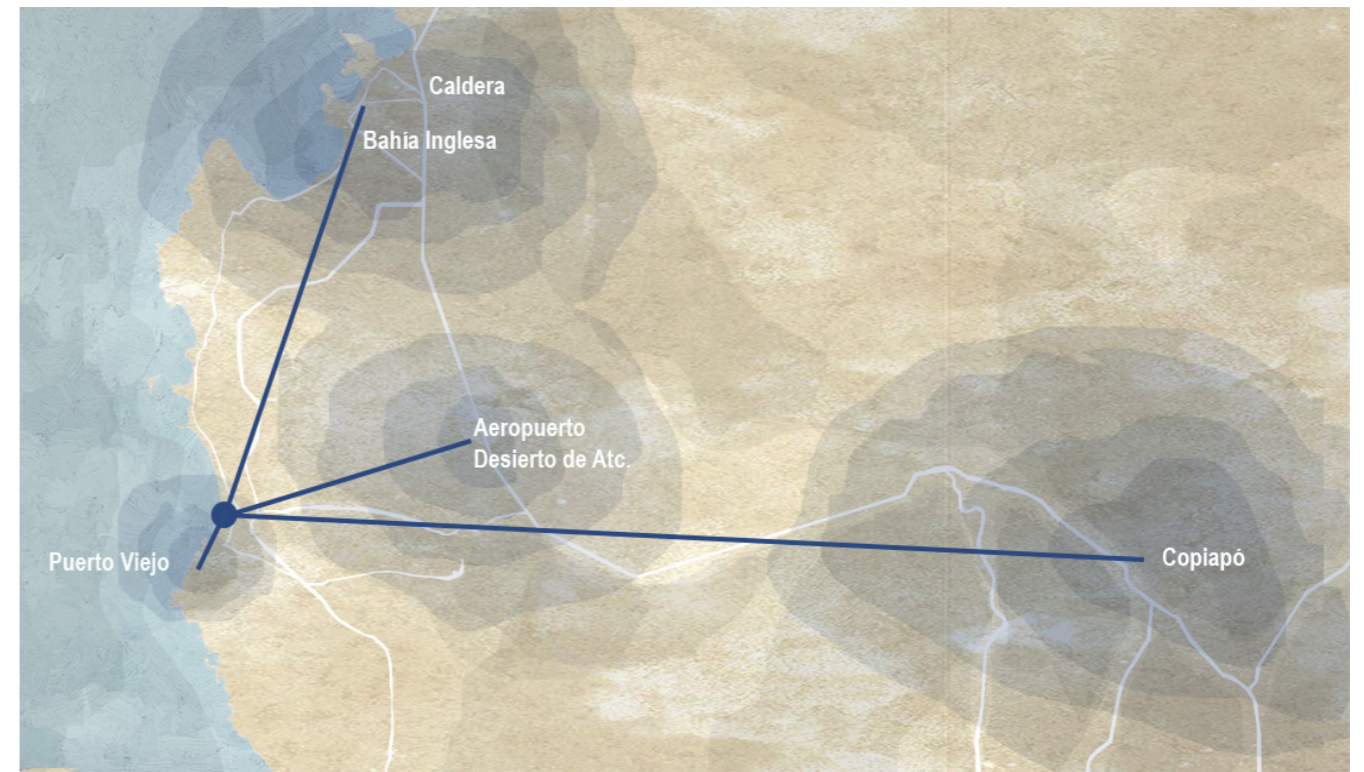 Caldera
Bahía Inglesa
Aeropuerto
Desierto de Atc.
Puerto Viejo
Copiapó